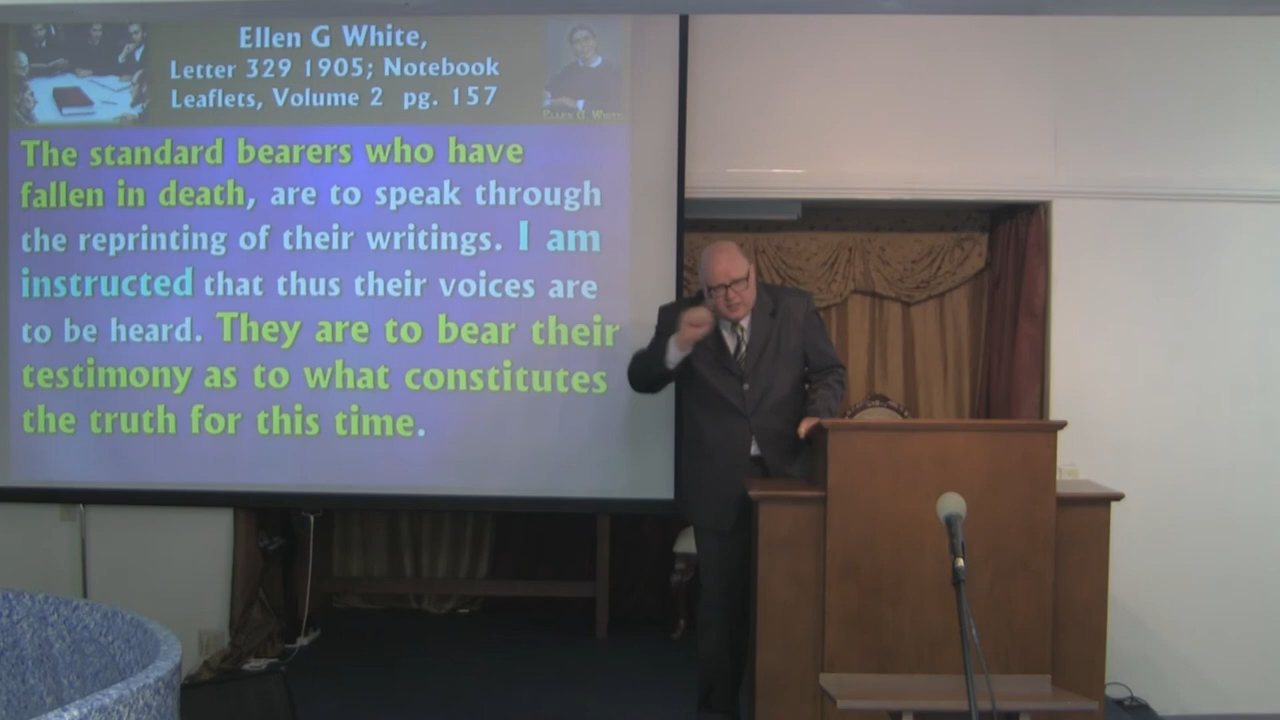 Ellen G White,
Letter 329 1905; Notebook
Leaflets, Volume 2 pg. 157
ELLEN G. WHITE
The standard bearers who have
fallen in death, are to speak through
the reprinting of their writings. I am
instructed that thus their voices are
to be heard. They are to bear their
testimony as to what constitutes
the truth for this time.